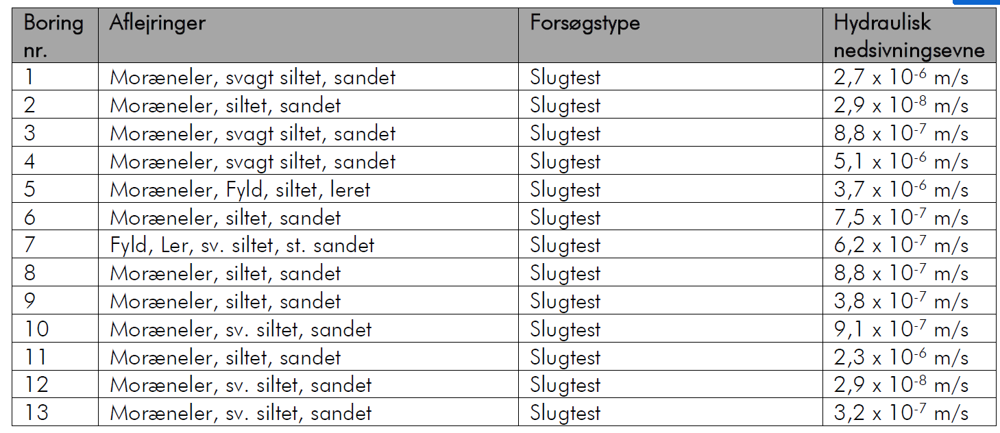 Boring nr. Aflejringer Forsøgstype Hydraulisk nedsivningsevne
1 Moræneler, svagt siltet, sandet Slugtest 2,7 x 10⁻⁶ m/s
2 Moræneler, siltet, sandet Slugtest 2,9 x 10⁻⁸ m/s
3 Moræneler, svagt siltet, sandet Slugtest 8,8 x 10⁻⁷ m/s
4 Moræneler, svagt siltet, sandet Slugtest 5,1 x 10⁻⁶ m/s
5 Moræneler, Fyld, siltet, leret Slugtest 3,7 x 10⁻⁶ m/s
6 Moræneler, siltet, sandet Slugtest 7,5 x 10⁻⁷ m/s
7 Fyld, Ler, sv. siltet, st. sandet Slugtest 6,2 x 10⁻⁷ m/s
8 Moræneler, siltet, sandet Slugtest 8,8 x 10⁻⁷ m/s
9 Moræneler, siltet, sandet Slugtest 3,8 x 10⁻⁷ m/s
10 Moræneler, sv. siltet, sandet Slugtest 9,1 x 10⁻⁷ m/s
11 Moræneler, siltet, sandet Slugtest 2,3 x 10⁻⁶ m/s
12 Moræneler, sv. siltet, sandet Slugtest 2,9 x 10⁻⁸ m/s
13 Moræneler, sv. siltet, sandet Slugtest 3,2 x 10⁻⁷ m/s